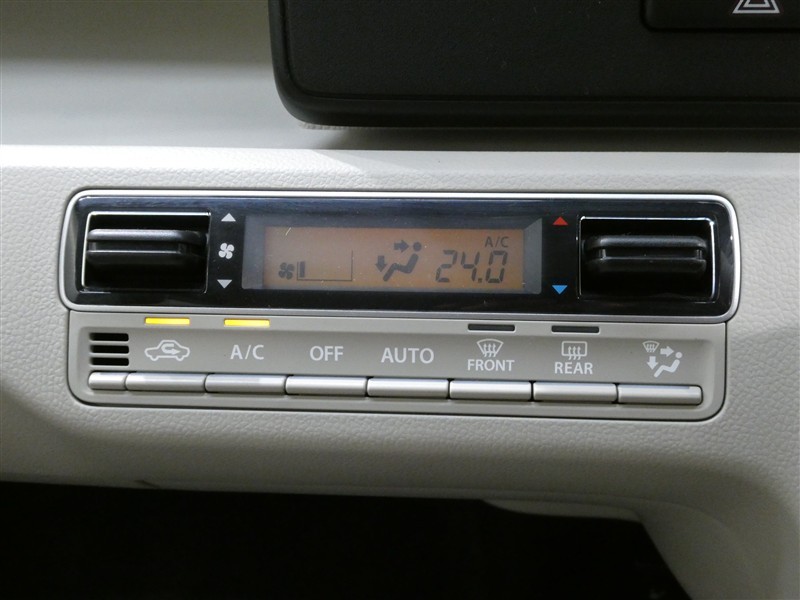 A/C
24.0
A/C
OFF
AUTO
FRONT
REAR